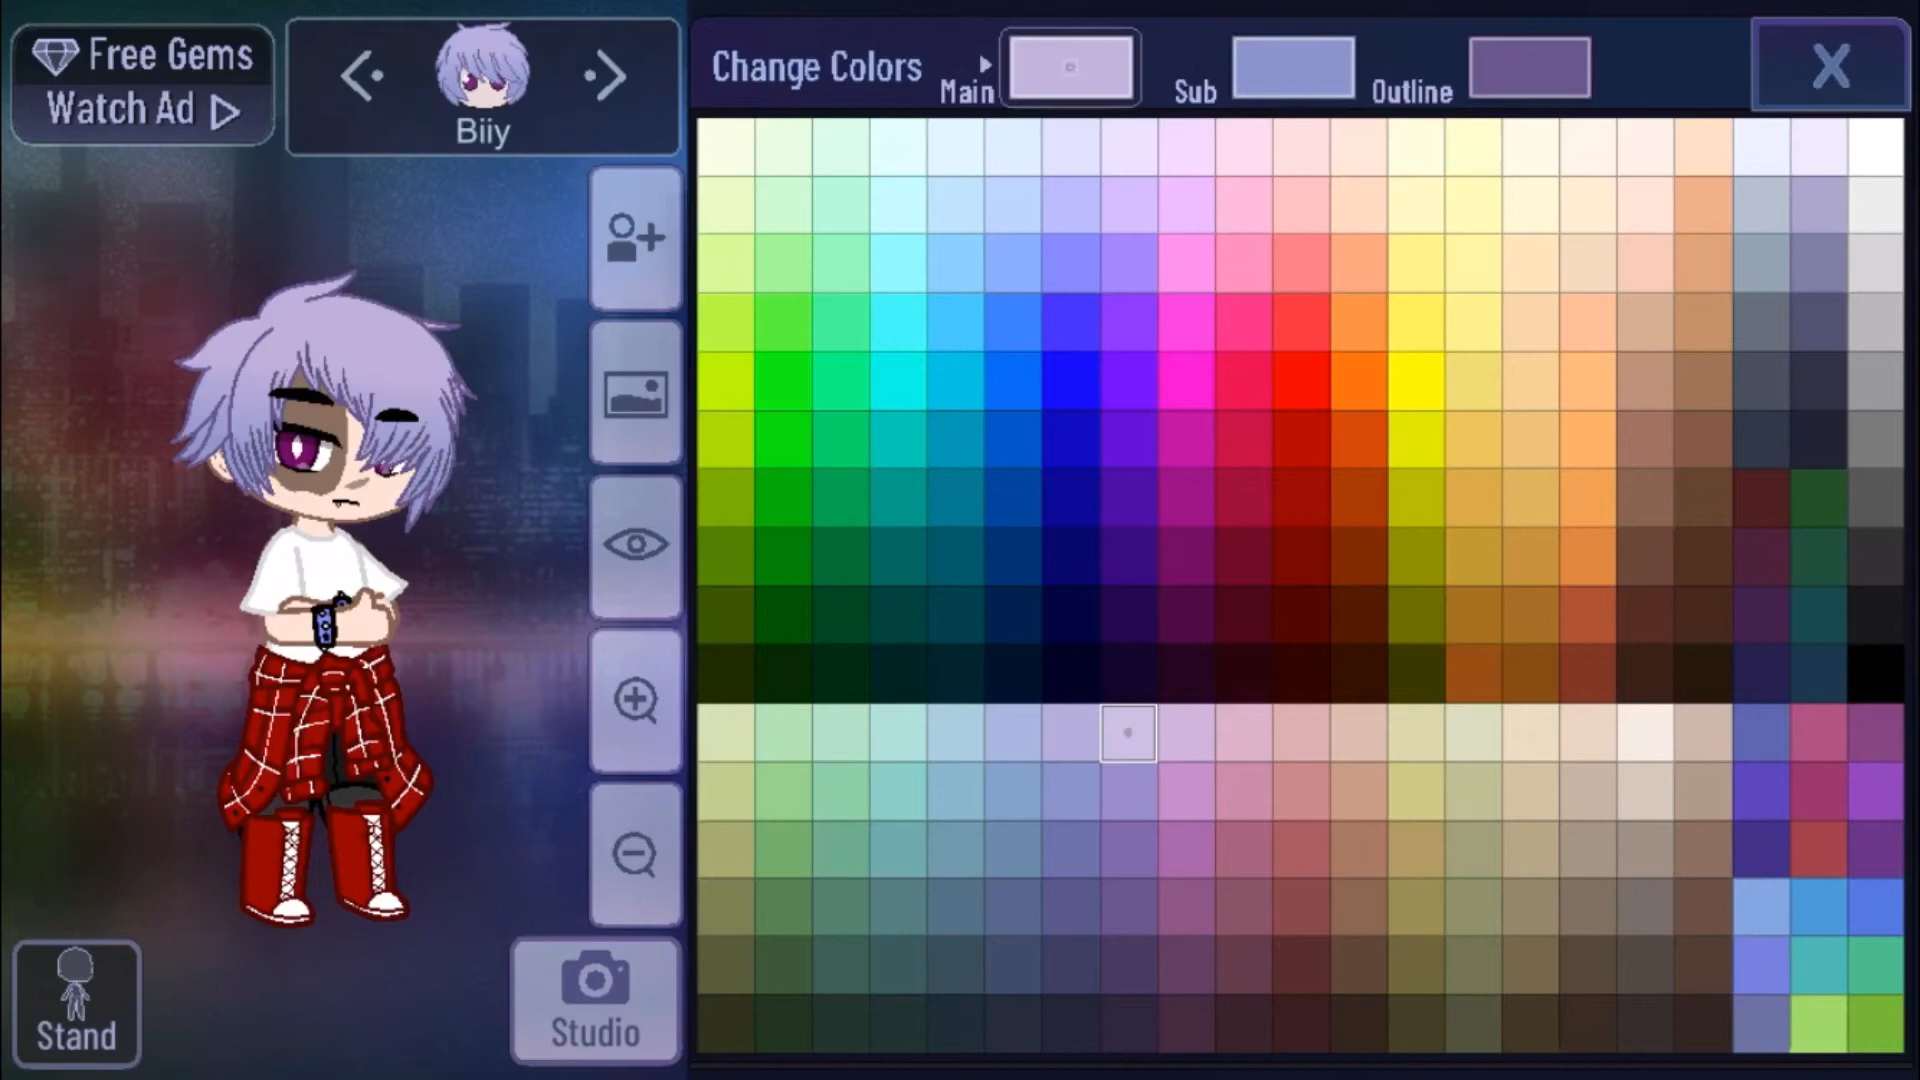 Free Gems
Watch Ad
Biiy
Change Colors
Main
Sub
Outline
X
Stand
Studio